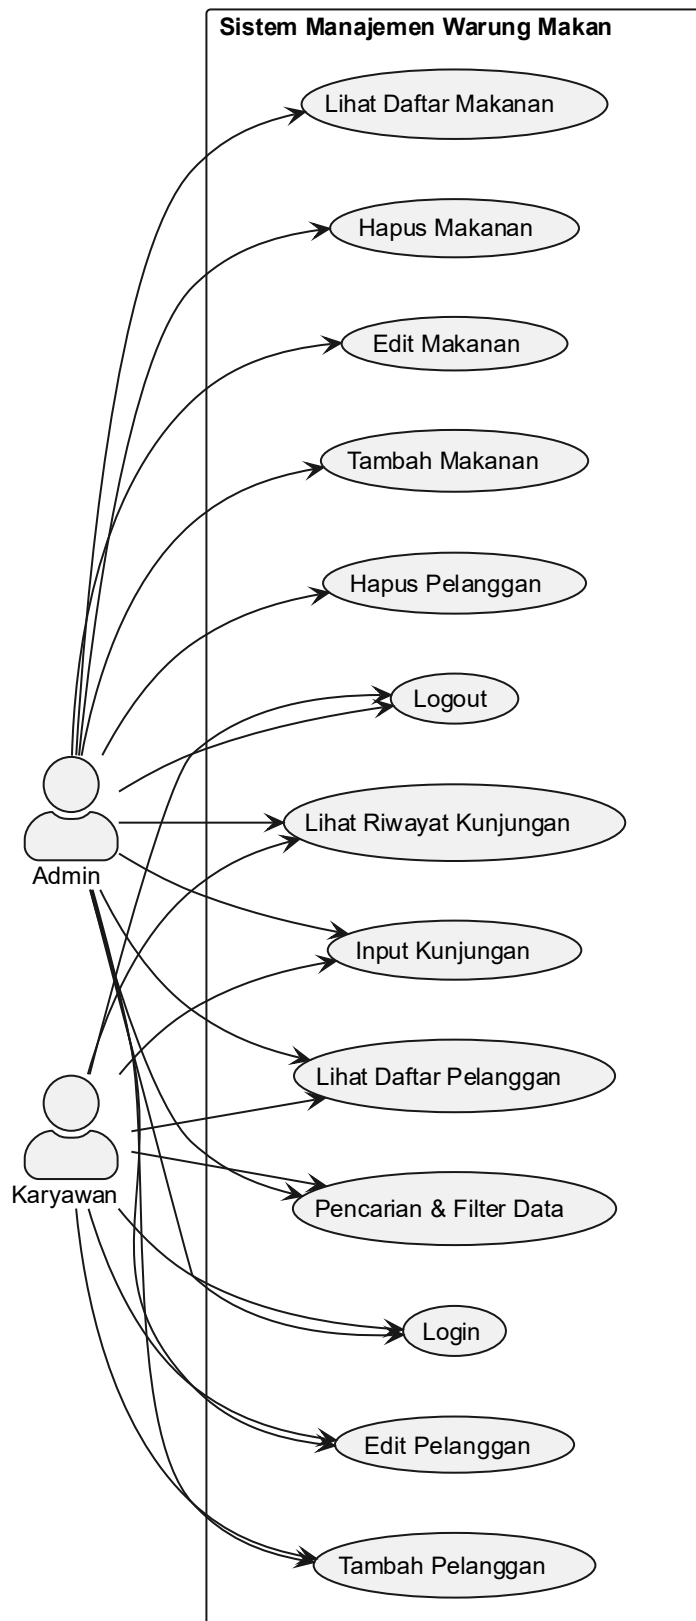 Sistem Manajemen Warung Makan
Lihat Daftar Makanan
Hapus Makanan
Edit Makanan
Tambah Makanan
Hapus Pelanggan
Logout
Lihat Riwayat Kunjungan
Admin
Input Kunjungan
Lihat Daftar Pelanggan
Karyawan
Pencarian & Filter Data
Login
Edit Pelanggan
Tambah Pelanggan